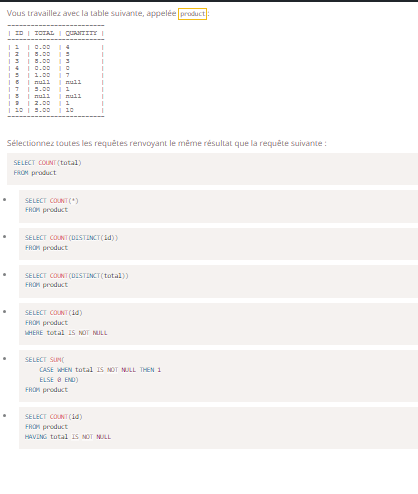 Vous travaillez avec la table suivante, appelée product :
------------------------
| ID | TOTAL | QUANTITY |
------------------------
| 1 | 0.00 | 4 |
| 2 | 8.00 | 5 |
| 3 | 8.00 | 3 |
| 4 | 0.00 | 0 |
| 5 | 1.00 | 7 |
| 6 | null | null |
| 7 | 5.00 | 1 |
| 8 | null | null |
| 9 | 2.00 | 1 |
| 10 | 5.00 | 10 |
------------------------
Sélectionnez toutes les requêtes renvoyant le même résultat que la requête suivante :
SELECT COUNT(total)
FROM product
SELECT COUNT(*)
FROM product
SELECT COUNT(DISTINCT(id))
FROM product
SELECT COUNT(DISTINCT(total))
FROM product
SELECT COUNT(id)
FROM product
WHERE total IS NOT NULL
SELECT SUM(
CASE WHEN total IS NOT NULL THEN 1
ELSE 0 END)
FROM product
SELECT COUNT(id)
FROM product
HAVING total IS NOT NULL